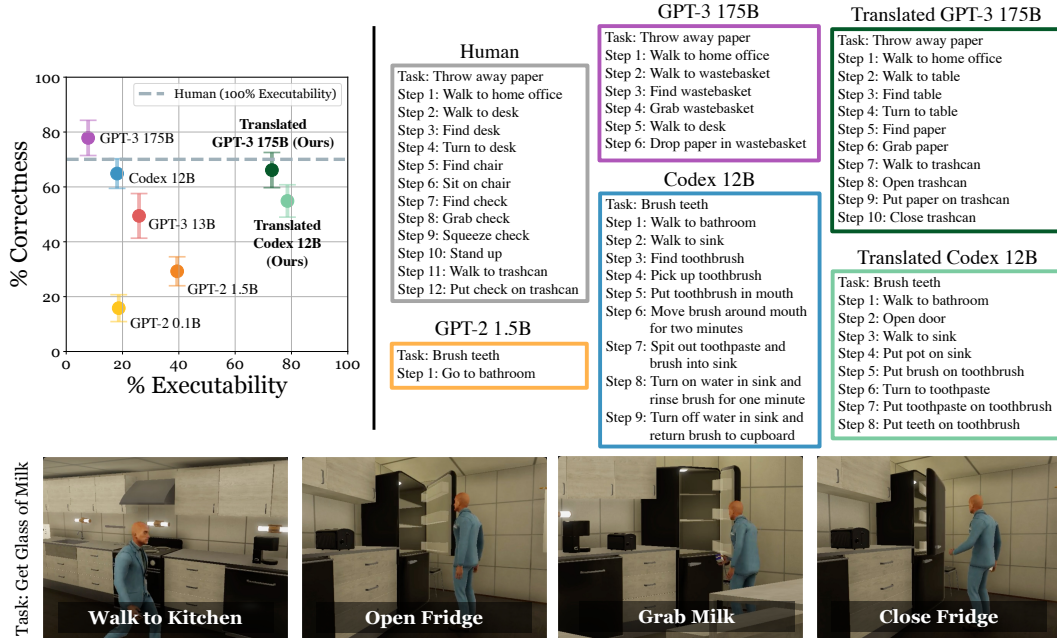 % Correctness
100
80
60
40
20
0
0
20
40
60
80
100
% Executability
Human (100% Executability)
GPT-3 175B
Translated
GPT-3 175B (Ours)
Codex 12B
GPT-3 13B
Translated
Codex 12B
(Ours)
GPT-2 1.5B
GPT-2 0.1B
Human
Task: Throw away paper
Step 1: Walk to home office
Step 2: Walk to desk
Step 3: Find desk
Step 4: Turn to desk
Step 5: Find chair
Step 6: Sit on chair
Step 7: Find check
Step 8: Grab check
Step 9: Squeeze check
Step 10: Stand up
Step 11: Walk to trashcan
Step 12: Put check on trashcan
GPT-2 1.5B
Task: Brush teeth
Step 1: Go to bathroom
GPT-3 175B
Task: Throw away paper
Step 1: Walk to home office
Step 2: Walk to wastebasket
Step 3: Find wastebasket
Step 4: Grab wastebasket
Step 5: Walk to desk
Step 6: Drop paper in wastebasket
Codex 12B
Task: Brush teeth
Step 1: Walk to bathroom
Step 2: Walk to sink
Step 3: Find toothbrush
Step 4: Pick up toothbrush
Step 5: Put toothbrush in mouth
Step 6: Move brush around mouth
for two minutes
Step 7: Spit out toothpaste and
brush into sink
Step 8: Turn on water in sink and
rinse brush for one minute
Step 9: Turn off water in sink and
return brush to cupboard
Translated GPT-3 175B
Task: Throw away paper
Step 1: Walk to home office
Step 2: Walk to table
Step 3: Find table
Step 4: Turn to table
Step 5: Find paper
Step 6: Grab paper
Step 7: Walk to trashcan
Step 8: Open trashcan
Step 9: Put paper on trashcan
Step 10: Close trashcan
Translated Codex 12B
Task: Brush teeth
Step 1: Walk to bathroom
Step 2: Open door
Step 3: Walk to sink
Step 4: Put pot on sink
Step 5: Put brush on toothbrush
Step 6: Turn to toothpaste
Step 7: Put toothpaste on toothbrush
Step 8: Put teeth on toothbrush
Task: Get Glass of Milk
Walk to Kitchen
Open Fridge
Grab Milk
Close Fridge